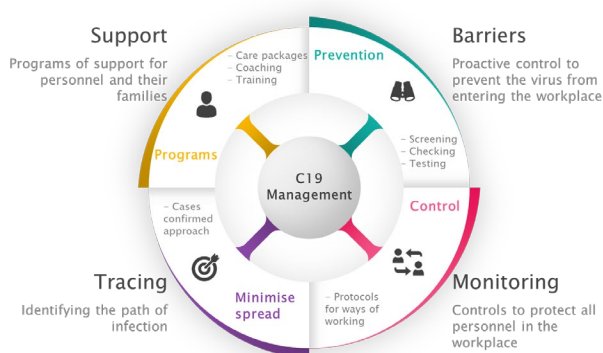 Support
Programs of support for
personnel and their
families
– Care packages
– Coaching
– Training
Programs
Prevention
– Screening
– Checking
– Testing
Barriers
Proactive control to
prevent the virus from
entering the workplace
C19
Management
– Cases
confirmed
approach
Minimise
spread
Tracing
Identifying the path of
infection
Control
– Protocols
for ways of
working
Monitoring
Controls to protect all
personnel in the
workplace